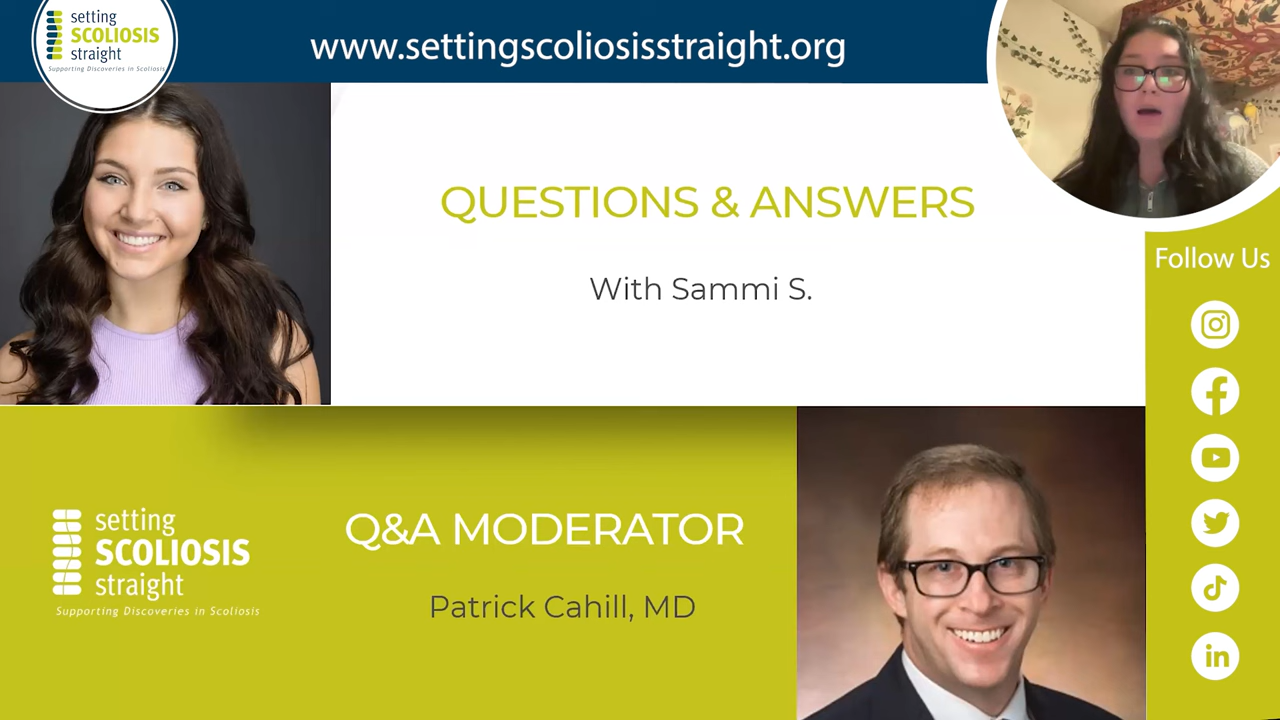 setting
SCOLIOSIS
straight
Supporting Discoveries in Scoliosis
www.settingscoliosisstraight.org
QUESTIONS & ANSWERS
With Sammi S.
Follow Us
setting
SCOLIOSIS
straight
Supporting Discoveries in Scoliosis
Q&A MODERATOR
Patrick Cahill, MD